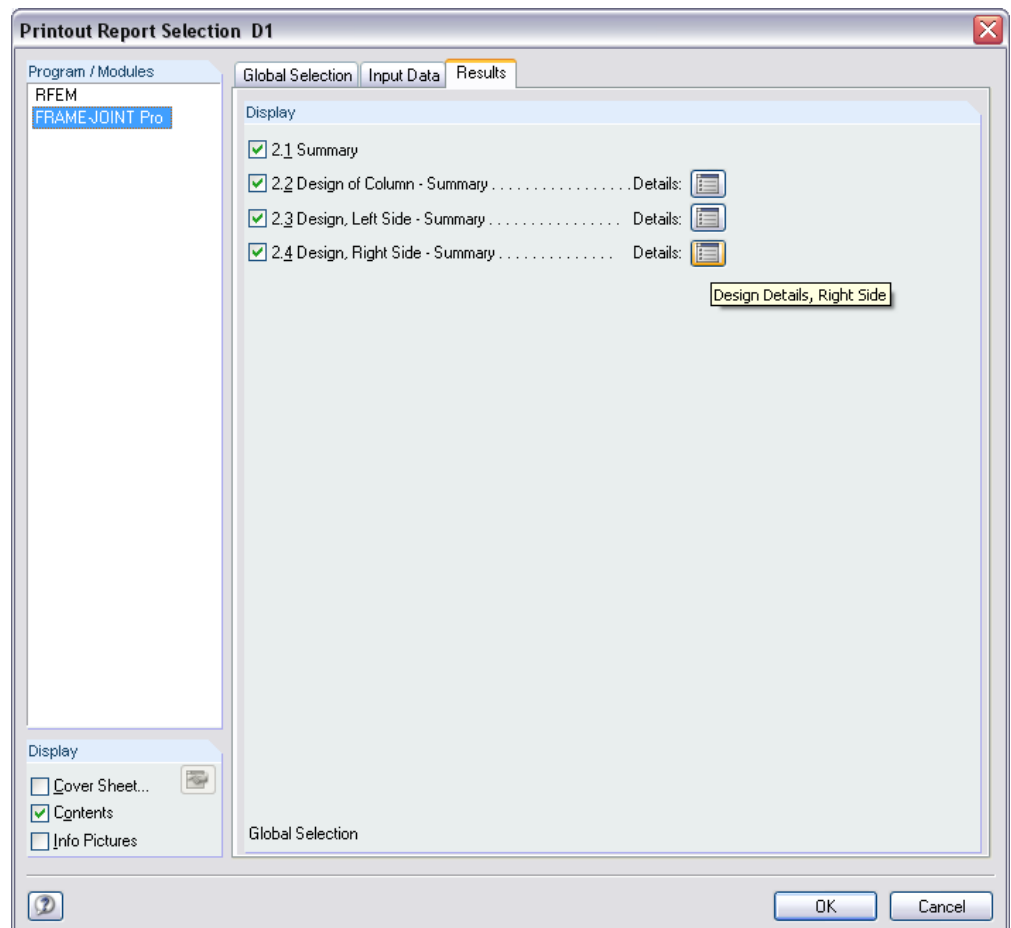 Printout Report Selection D1
Program / Modules
RFEM
FRAME-JOINT Pro
Global Selection
Input Data
Results
Display
2.1 Summary
2.2 Design of Column - Summary . . . . . . . . . . . . . . . . . Details:
2.3 Design, Left Side - Summary . . . . . . . . . . . . . . . . Details:
2.4 Design, Right Side - Summary . . . . . . . . . . . . . . Details:
Design Details, Right Side
Display
Cover Sheet...
Contents
Info Pictures
Global Selection
OK
Cancel